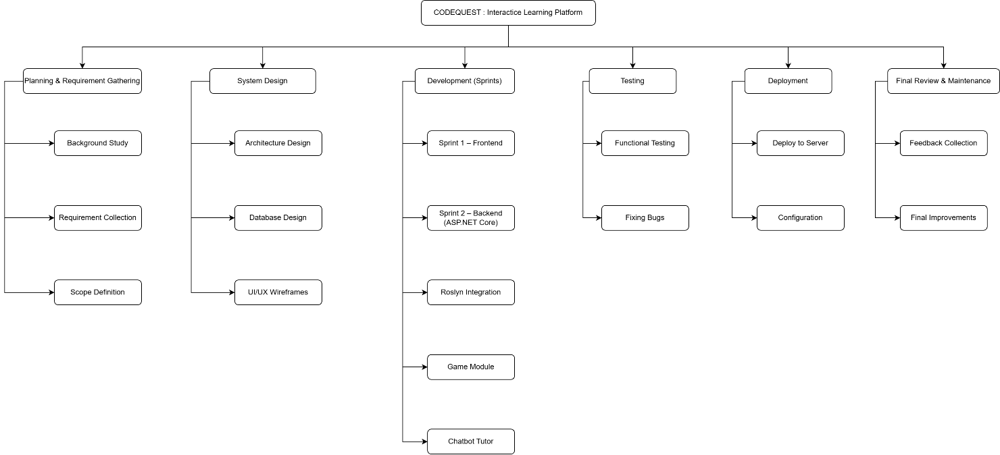 CODEQUEST : Interactice Learning Platform
Planning & Requirement Gathering
Background Study
Requirement Collection
Scope Definition
System Design
Architecture Design
Database Design
UI/UX Wireframes
Development (Sprints)
Sprint 1 – Frontend
Sprint 2 – Backend
(ASP.NET Core)
Roslyn Integration
Game Module
Chatbot Tutor
Testing
Functional Testing
Fixing Bugs
Deployment
Deploy to Server
Configuration
Final Review & Maintenance
Feedback Collection
Final Improvements